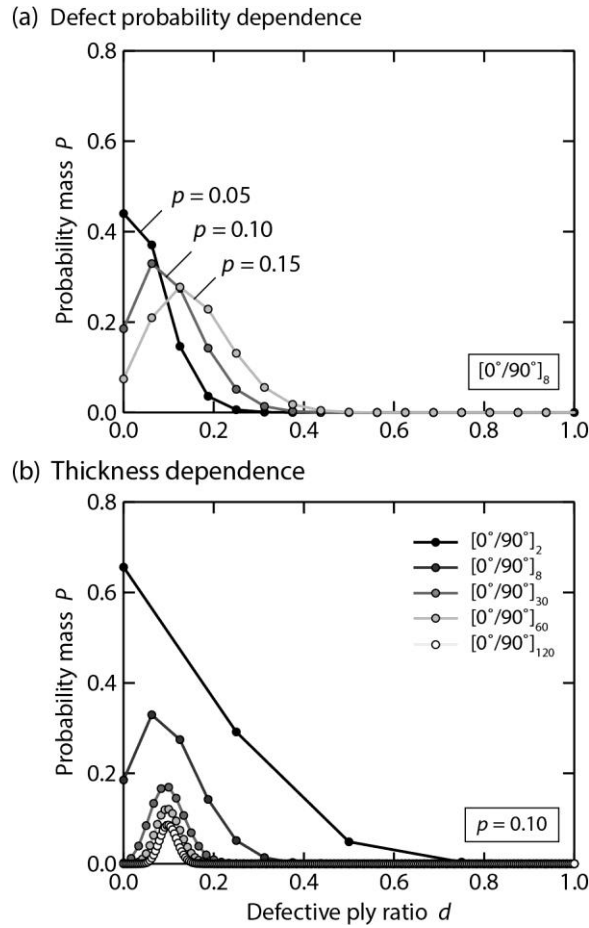 (a) Defect probability dependence
0.8
0.6
0.4
0.2
0.0
Probability mass P
p = 0.05
p = 0.10
p = 0.15
[0°/90°]8
0.0 0.2 0.4 0.6 0.8 1.0
(b) Thickness dependence
0.8
0.6
0.4
0.2
0.0
Probability mass P
[0°/90°]2
[0°/90°]8
[0°/90°]30
[0°/90°]60
[0°/90°]120
p = 0.10
0.0 0.2 0.4 0.6 0.8 1.0
Defective ply ratio d